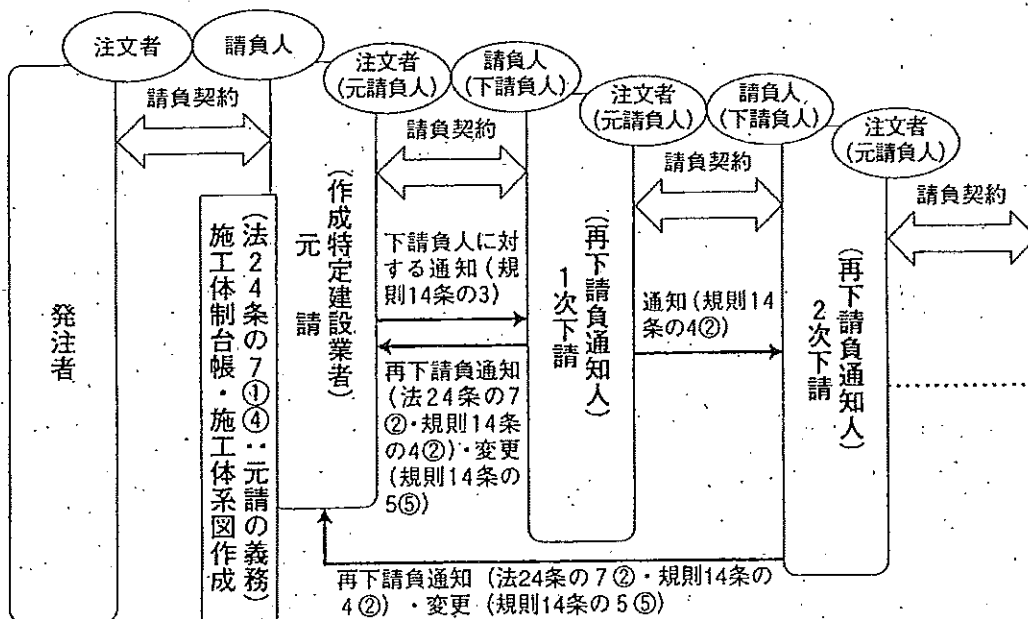 注文者
請負人
請負契約
注文者
(元請負人)
請負人
(下請負人)
請負契約
注文者
(元請負人)
請負人
(下請負人)
請負契約
注文者
(元請負人)
請負契約
発注者
(法24条の7①④：元請の義務)
施工体制台帳・施工体系図作成
(作成特定建設業者)
元請
下請負人に対
する通知(規
則14条の3)
再下請負通知
(法24条の7
②・規則14条
の4②)・変更
(規則14条の
5⑤)
(再下請負通知人)
1次下請
通知(規則14
条の4②)
(再下請負通知人)
2次下請
再下請負通知 (法24条の7②・規則14条の
4②) ・変更 (規則14条の5⑤)